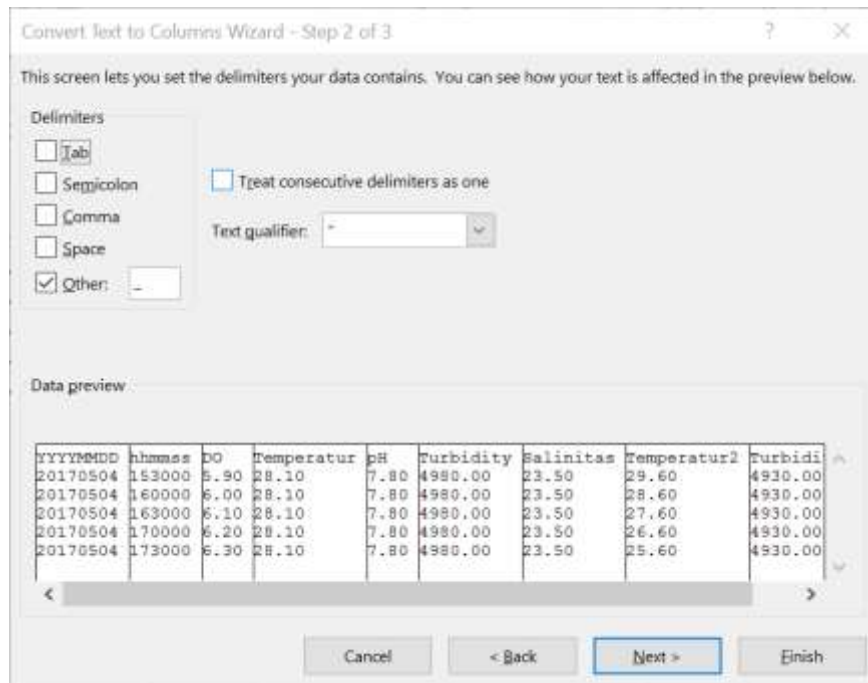 Convert Text to Columns Wizard - Step 2 of 3
This screen lets you set the delimiters your data contains. You can see how your text is affected in the preview below.
Delimiters
Tab
Semicolon
Comma
Space
Other: _
Treat consecutive delimiters as one
Text qualifier: "
Data preview
YYYYMMDD hhmmss DO Temperatur pH Turbidity Salinitas Temperatur2 Turbidi
20170504 153000 5.90 28.10 7.80 4980.00 23.50 29.60 4930.00
20170504 160000 6.00 28.10 7.80 4980.00 23.50 28.60 4930.00
20170504 163000 6.10 28.10 7.80 4980.00 23.50 27.60 4930.00
20170504 170000 6.20 28.10 7.80 4980.00 23.50 26.60 4930.00
20170504 173000 6.30 28.10 7.80 4980.00 23.50 25.60 4930.00
Cancel
< Back
Next >
Finish